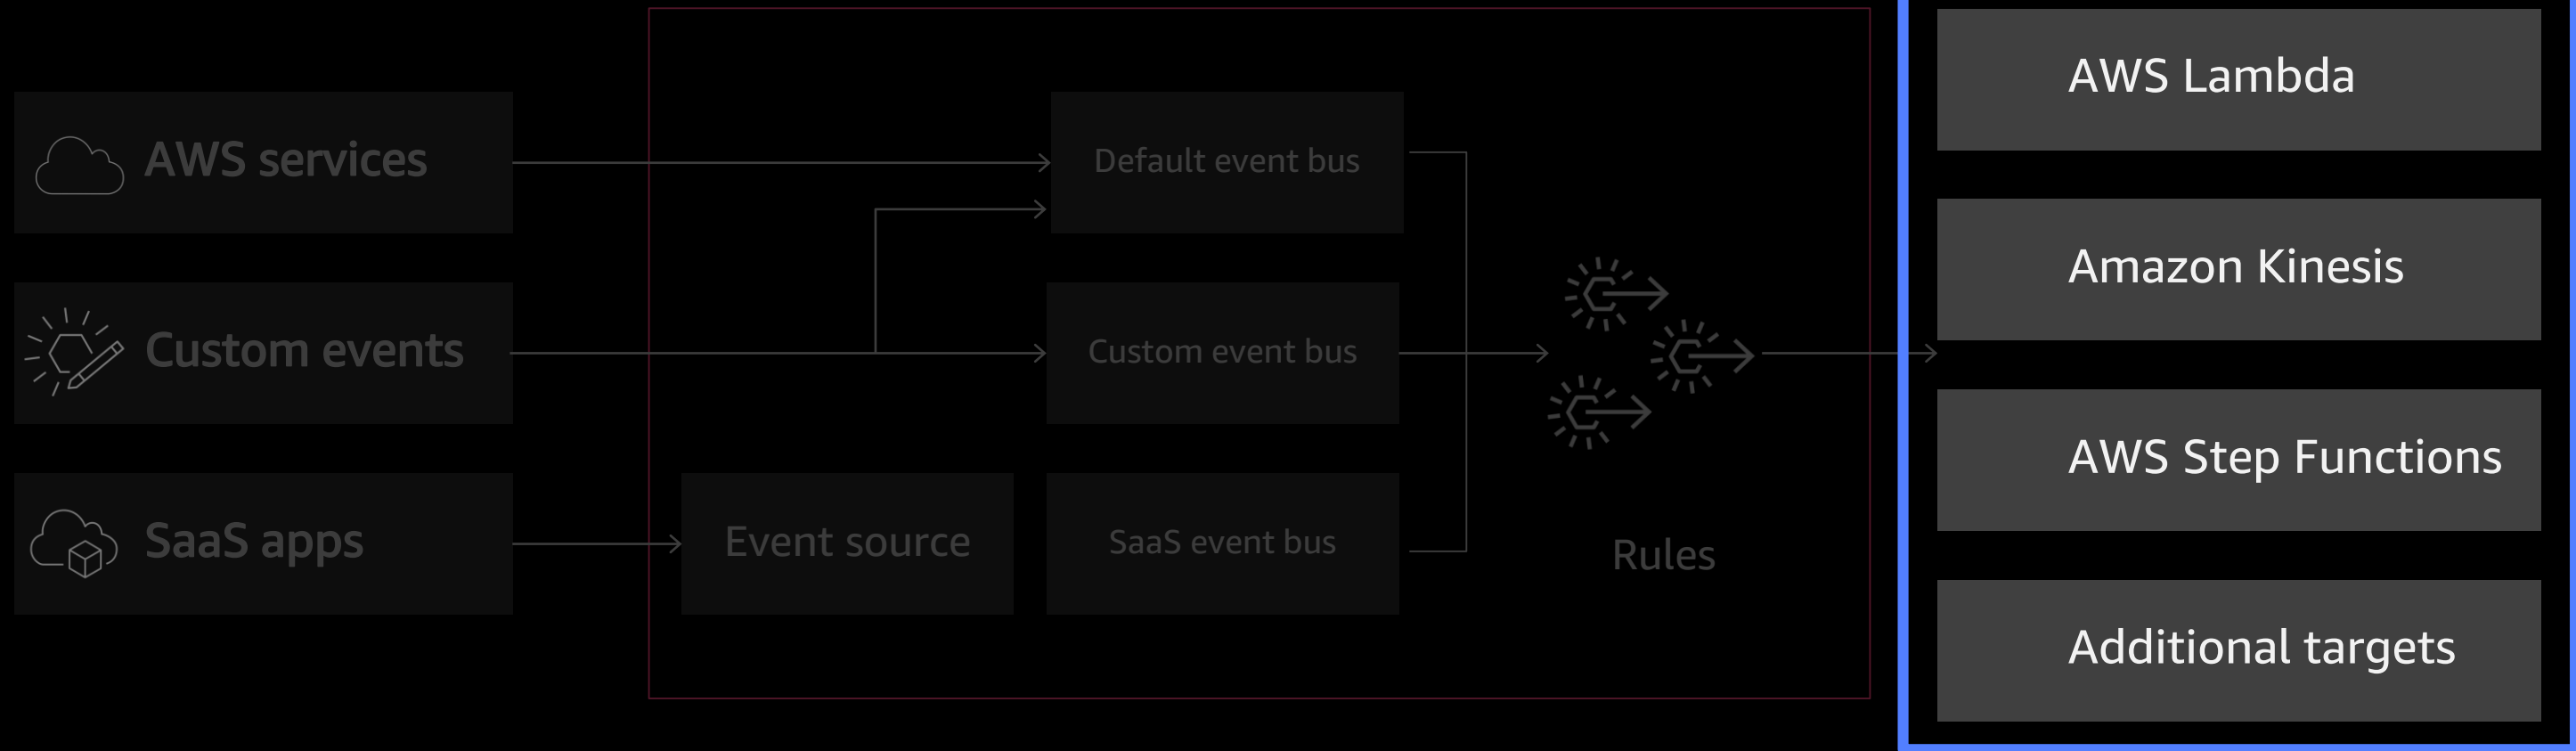 AWS services
Custom events
SaaS apps
Event source
Default event bus
Custom event bus
SaaS event bus
Rules
AWS Lambda
Amazon Kinesis
AWS Step Functions
Additional targets